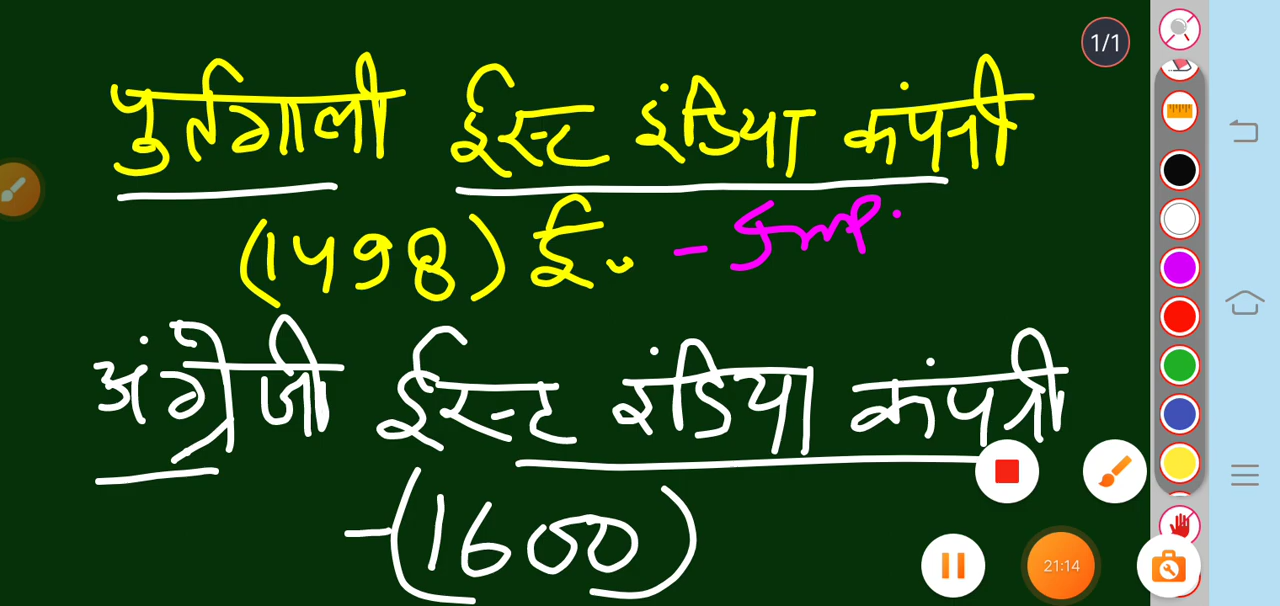 1/1
पुर्तगाली ईस्ट इंडिया कंपनी
(1498) ई. - Imp.
अंग्रेजी ईस्ट इंडिया कंपनी
-(1600)
21:14